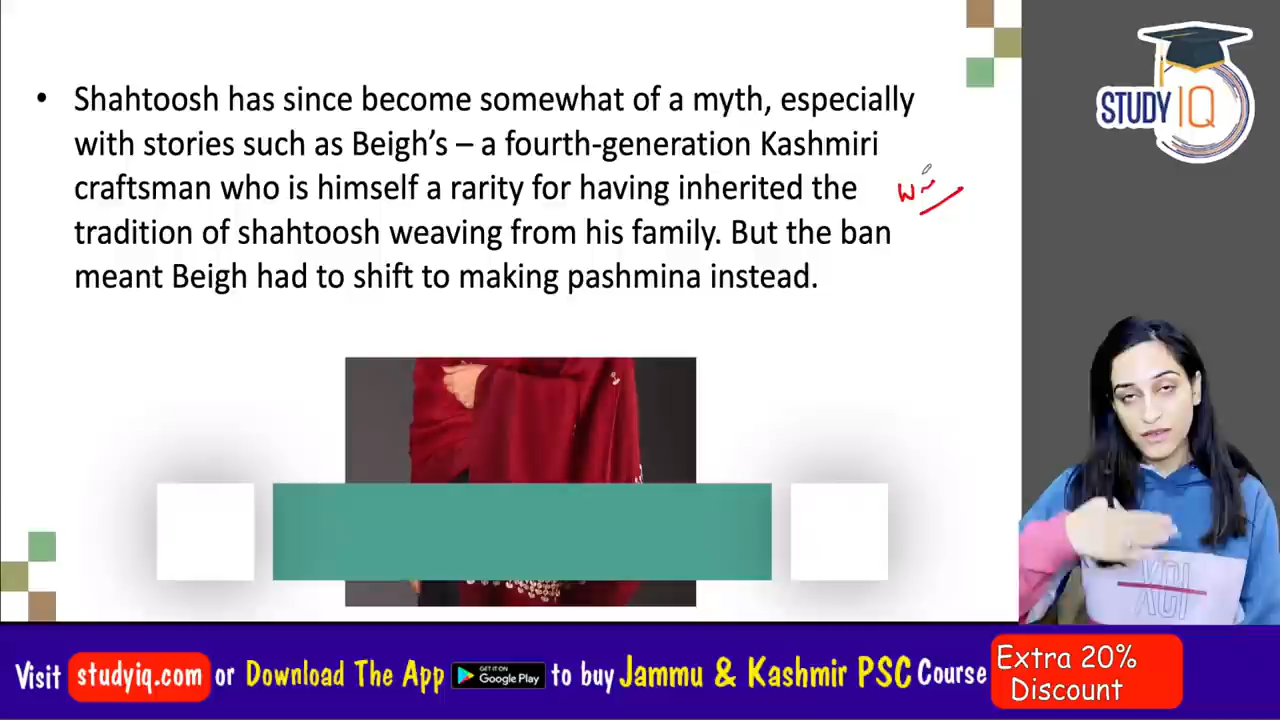 • Shahtoosh has since become somewhat of a myth, especially
with stories such as Beigh’s – a fourth-generation Kashmiri
craftsman who is himself a rarity for having inherited the
tradition of shahtoosh weaving from his family. But the ban
meant Beigh had to shift to making pashmina instead.
STUDY IQ
XCI
Visit studyiq.com or Download The App GET IT ON Google Play to buy Jammu & Kashmir PSC Course
Extra 20%
Discount